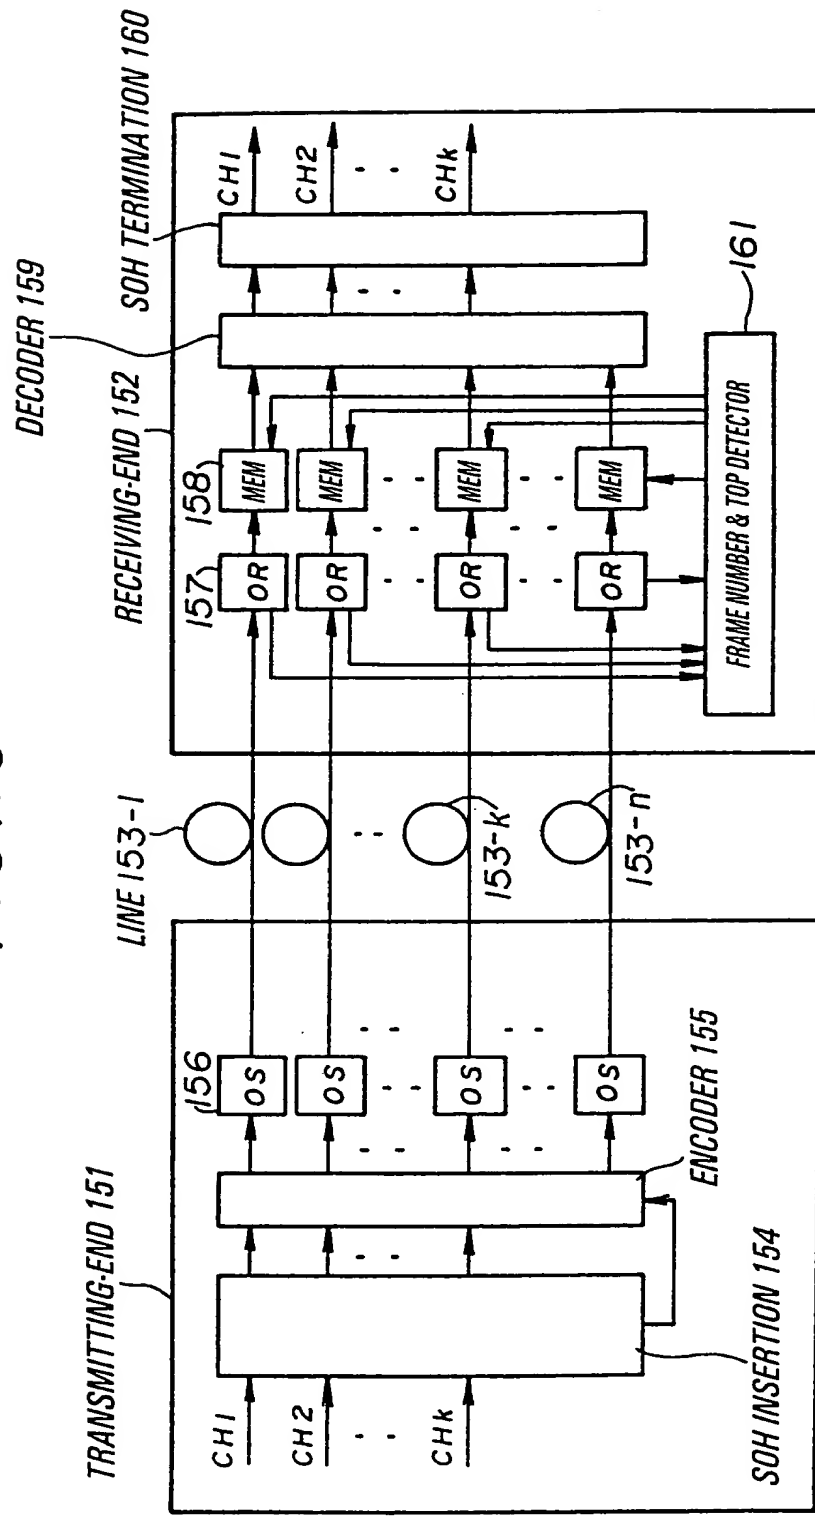 TRANSMITTING-END 151
LINE 153-1
RECEIVING-END 152
DECODER 159
SOH TERMINATION 160
CH1
CH2
CHk
156
OS
OS
OS
OS
153-k
153-n
157
OR
OR
OR
OR
158
MEM
MEM
MEM
MEM
CH1
CH2
CHk
SOH INSERTION 154
ENCODER 155
FRAME NUMBER & TOP DETECTOR
161